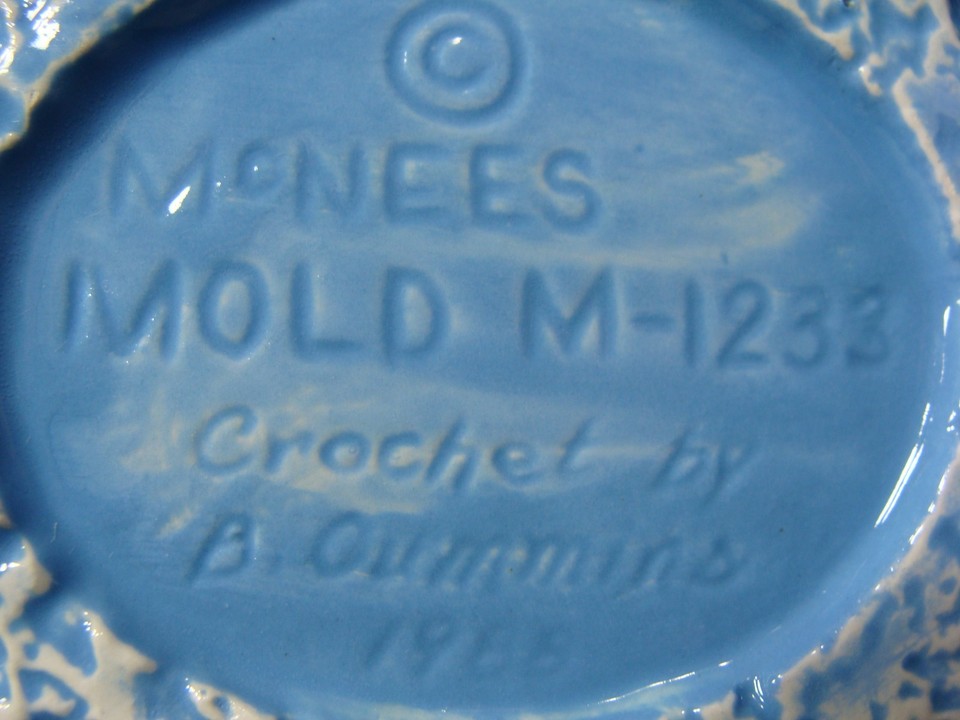 ©
McNEES
MOLD M-1233
Crochet by
B. Cummins